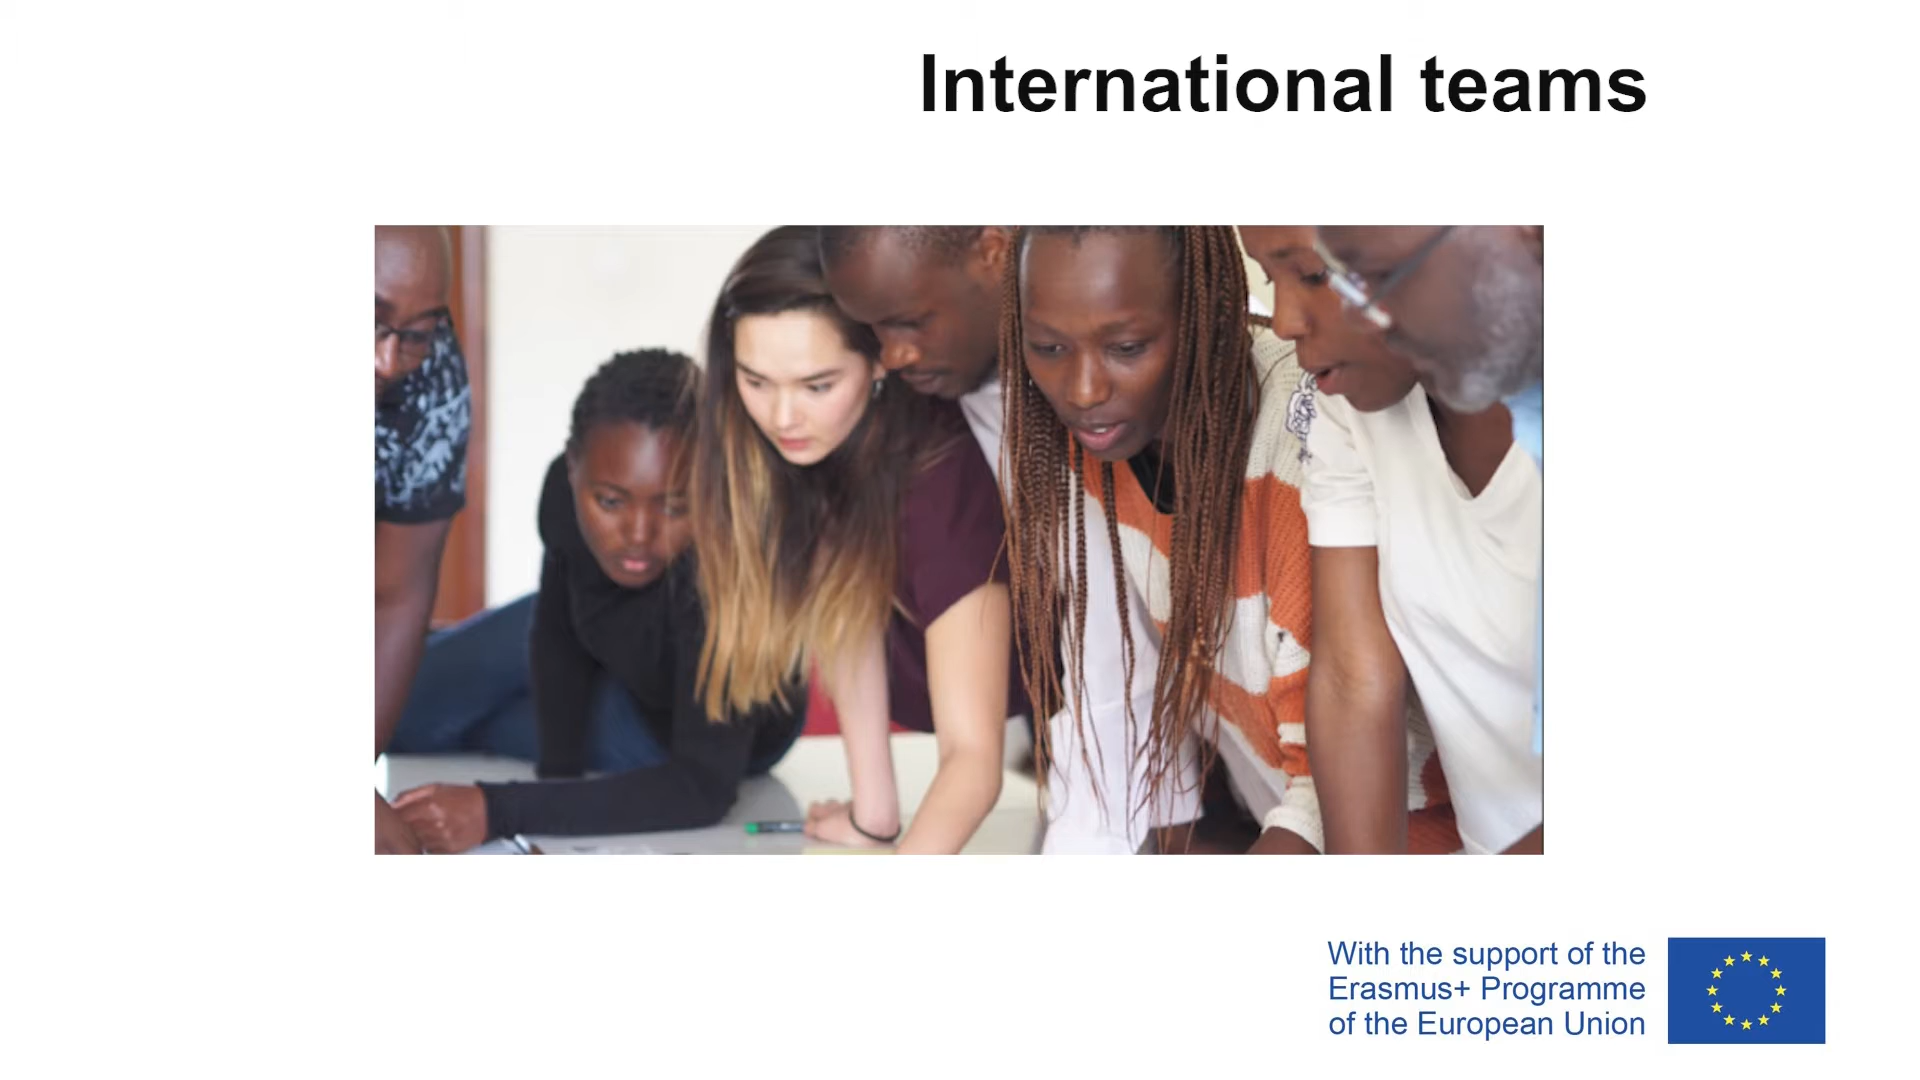 International teams
With the support of the
Erasmus+ Programme
of the European Union